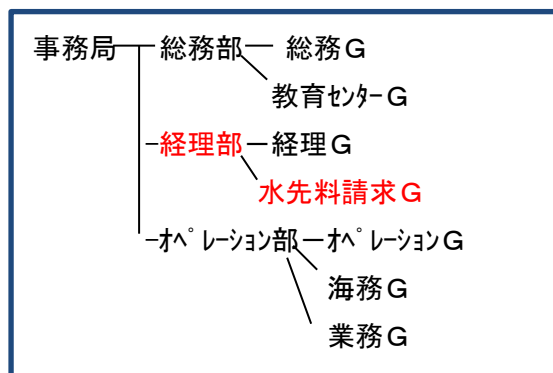 事務局 総務部 総務Ｇ
教育ｾﾝﾀｰＧ
経理部 経理Ｇ
水先料請求Ｇ
ｵﾍﾟﾚｰｼｮﾝ部 ｵﾍﾟﾚｰｼｮﾝＧ
海務Ｇ
業務Ｇ